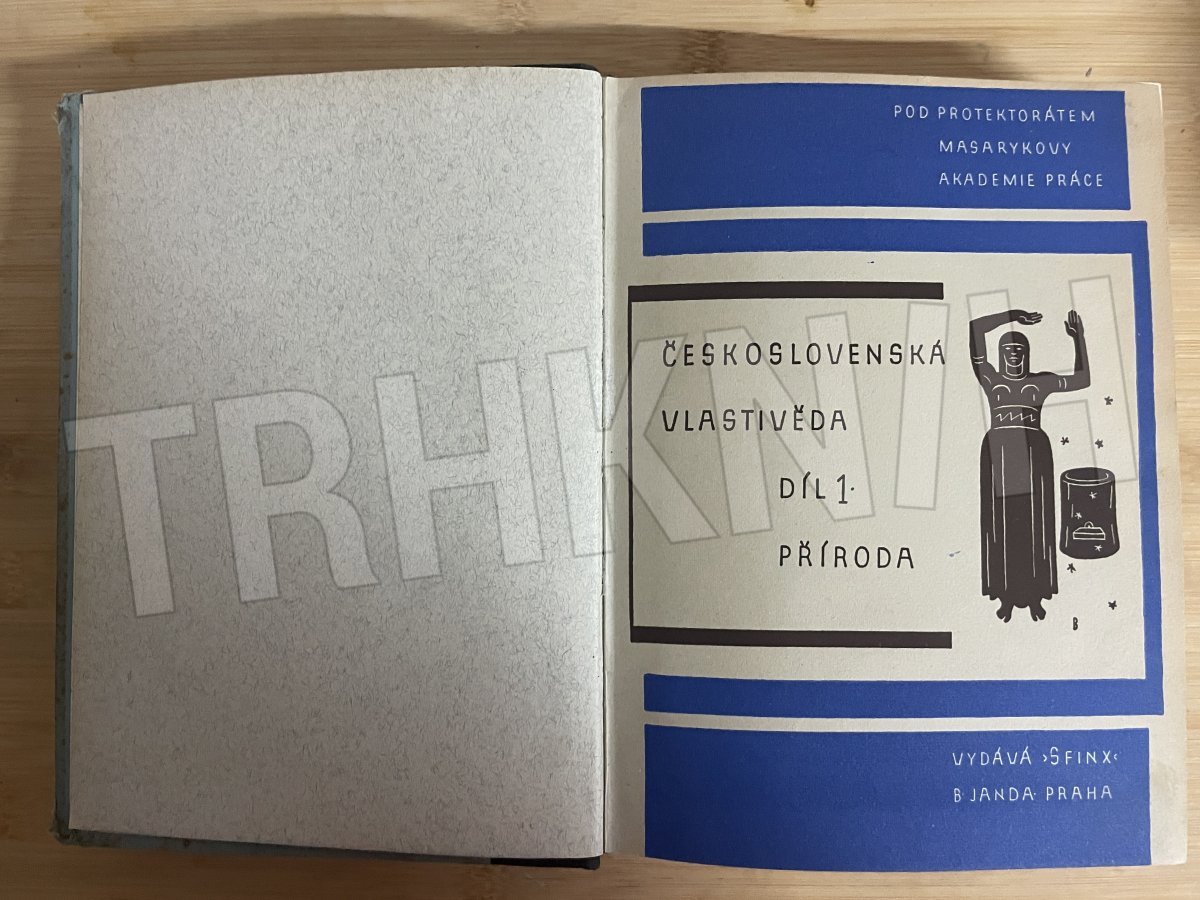 POD PROTEKTORÁTEM
MASARYKOVY
AKADEMIE PRÁCE
ČESKOSLOVENSKÁ
VLASTIVĚDA
DÍL 1·
PŘÍRODA
B
VYDÁVÁ ›SFINX‹
B·JANDA·PRAHA
TRHKNIH